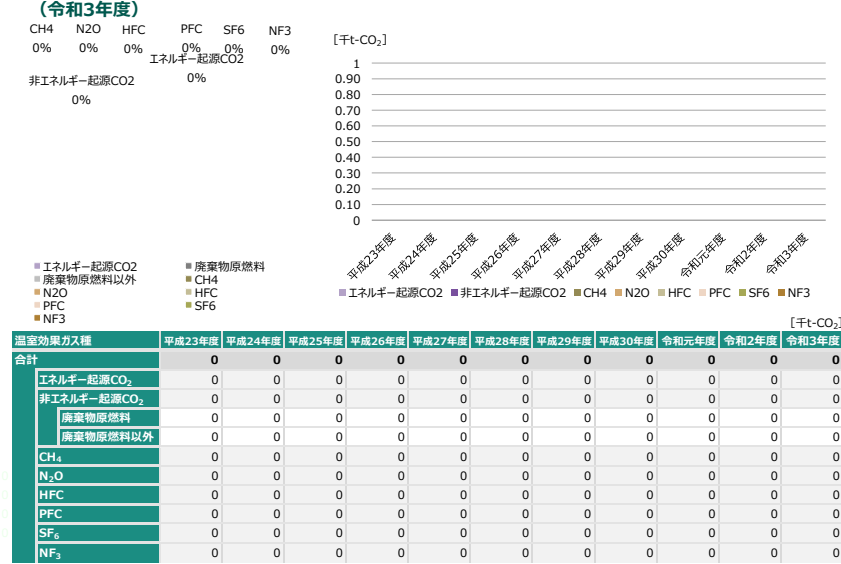 （令和3年度）
CH4 N2O HFC PFC SF6 NF3
0% 0% 0% 0% 0% 0%
エネルギー起源CO2
0%
非エネルギー起源CO2
0%
［千t-CO₂］
1
0.90
0.80
0.70
0.60
0.50
0.40
0.30
0.20
0.10
0
平成23年度 平成24年度 平成25年度 平成26年度 平成27年度 平成28年度 平成29年度 平成30年度 令和元年度 令和2年度 令和3年度
エネルギー起源CO2 非エネルギー起源CO2 CH4 N2O HFC PFC SF6 NF3
エネルギー起源CO2 廃棄物原燃料
廃棄物原燃料以外 CH4
N2O HFC
PFC SF6
NF3
［千t-CO₂］
温室効果ガス種 平成23年度 平成24年度 平成25年度 平成26年度 平成27年度 平成28年度 平成29年度 平成30年度 令和元年度 令和2年度 令和3年度
合計 0 0 0 0 0 0 0 0 0 0 0
エネルギー起源CO₂ 0 0 0 0 0 0 0 0 0 0 0
非エネルギー起源CO₂ 0 0 0 0 0 0 0 0 0 0 0
廃棄物原燃料 0 0 0 0 0 0 0 0 0 0 0
廃棄物原燃料以外 0 0 0 0 0 0 0 0 0 0 0
CH₄ 0 0 0 0 0 0 0 0 0 0 0
N₂O 0 0 0 0 0 0 0 0 0 0 0
HFC 0 0 0 0 0 0 0 0 0 0 0
PFC 0 0 0 0 0 0 0 0 0 0 0
SF₆ 0 0 0 0 0 0 0 0 0 0 0
NF₃ 0 0 0 0 0 0 0 0 0 0 0